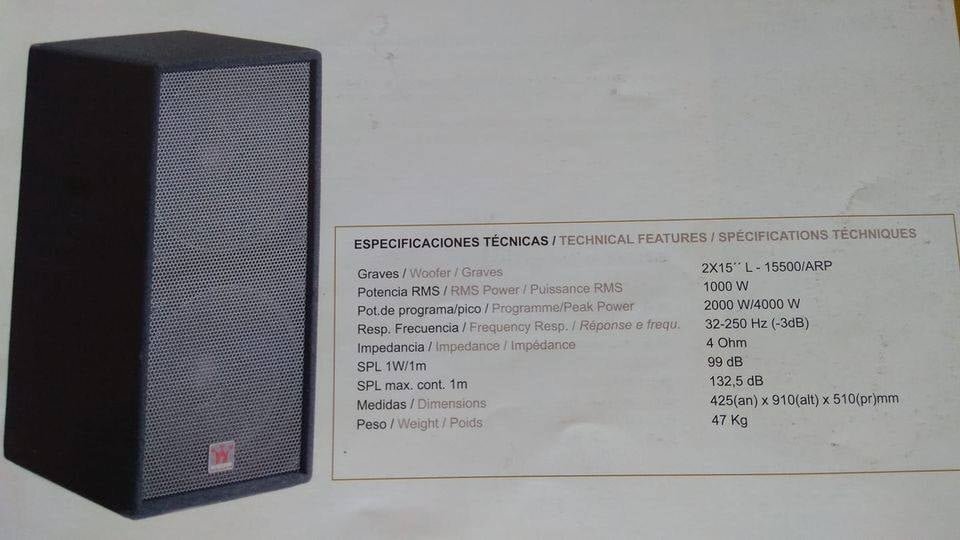 ESPECIFICACIONES TÉCNICAS / TECHNICAL FEATURES / SPÉCIFICATIONS TÉCHNIQUES
Graves / Woofer / Graves 2X15´´ L - 15500/ARP
Potencia RMS / RMS Power / Puissance RMS 1000 W
Pot.de programa/pico / Programme/Peak Power 2000 W/4000 W
Resp. Frecuencia / Frequency Resp. / Réponse e frequ. 32-250 Hz (-3dB)
Impedancia / Impedance / Impédance 4 Ohm
SPL 1W/1m 99 dB
SPL max. cont. 1m 132,5 dB
Medidas / Dimensions 425(an) x 910(alt) x 510(pr)mm
Peso / Weight / Poids 47 Kg